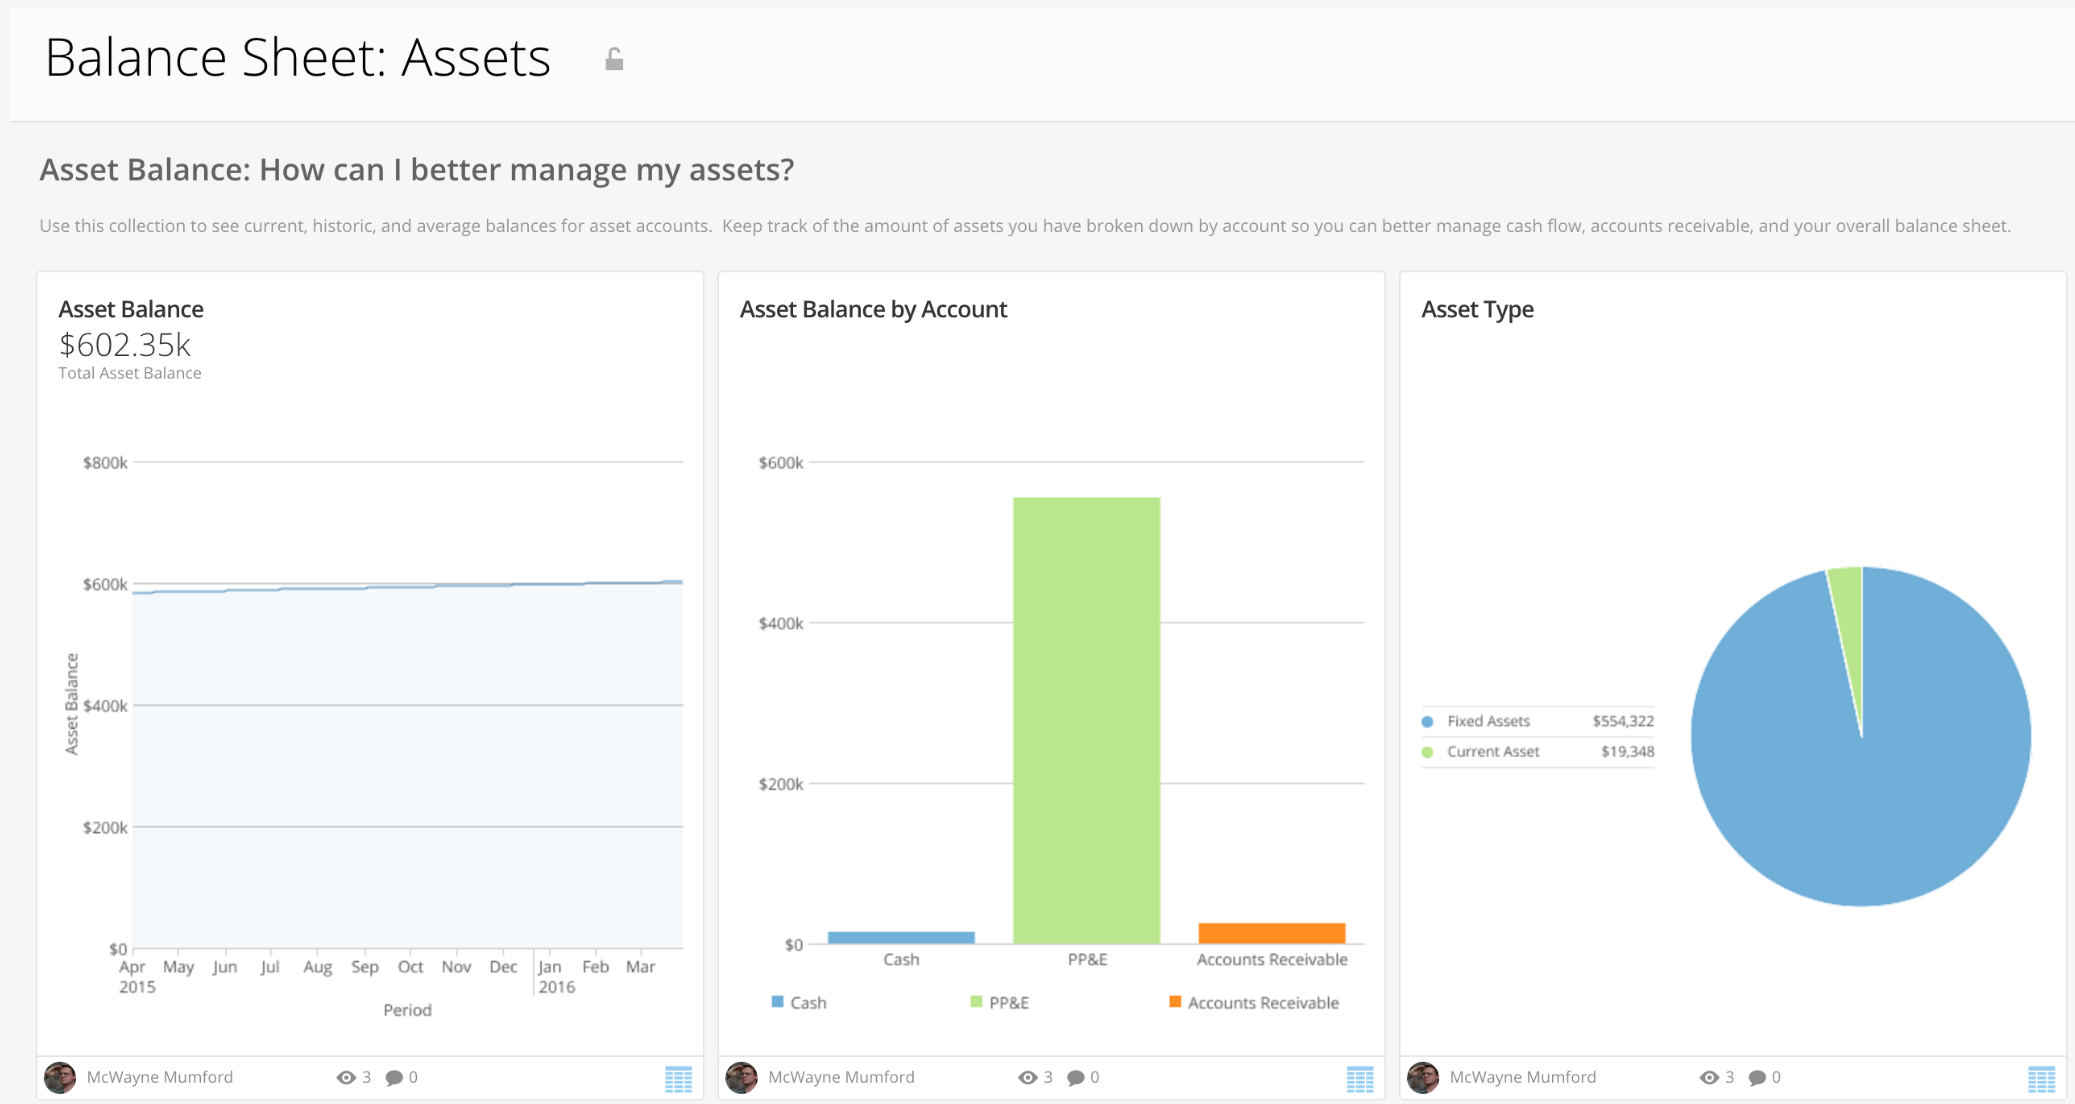 Balance Sheet: Assets
Asset Balance: How can I better manage my assets?
Use this collection to see current, historic, and average balances for asset accounts.  Keep track of the amount of assets you have broken down by account so you can better manage cash flow, accounts receivable, and your overall balance sheet.
Asset Balance
$602.35k
Total Asset Balance
$800k
$600k
$400k
$200k
$0
Asset Balance
Apr May Jun Jul Aug Sep Oct Nov Dec Jan Feb Mar
2015 2016
Period
McWayne Mumford 3 0
Asset Balance by Account
$600k
$400k
$200k
$0
Cash PP&E Accounts Receivable
Cash PP&E Accounts Receivable
McWayne Mumford 3 0
Asset Type
Fixed Assets $554,322
Current Asset $19,348
McWayne Mumford 3 0